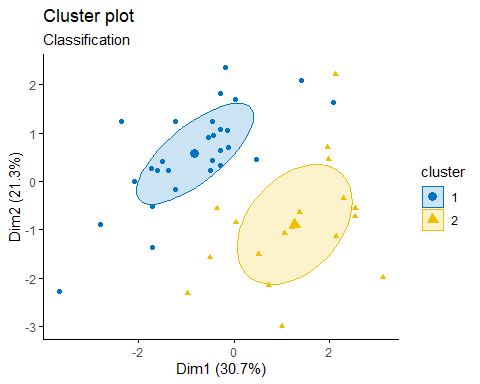 Cluster plot
Classification
Dim2 (21.3%)
2
1
0
-1
-2
-3
-2
0
2
Dim1 (30.7%)
cluster
1
2